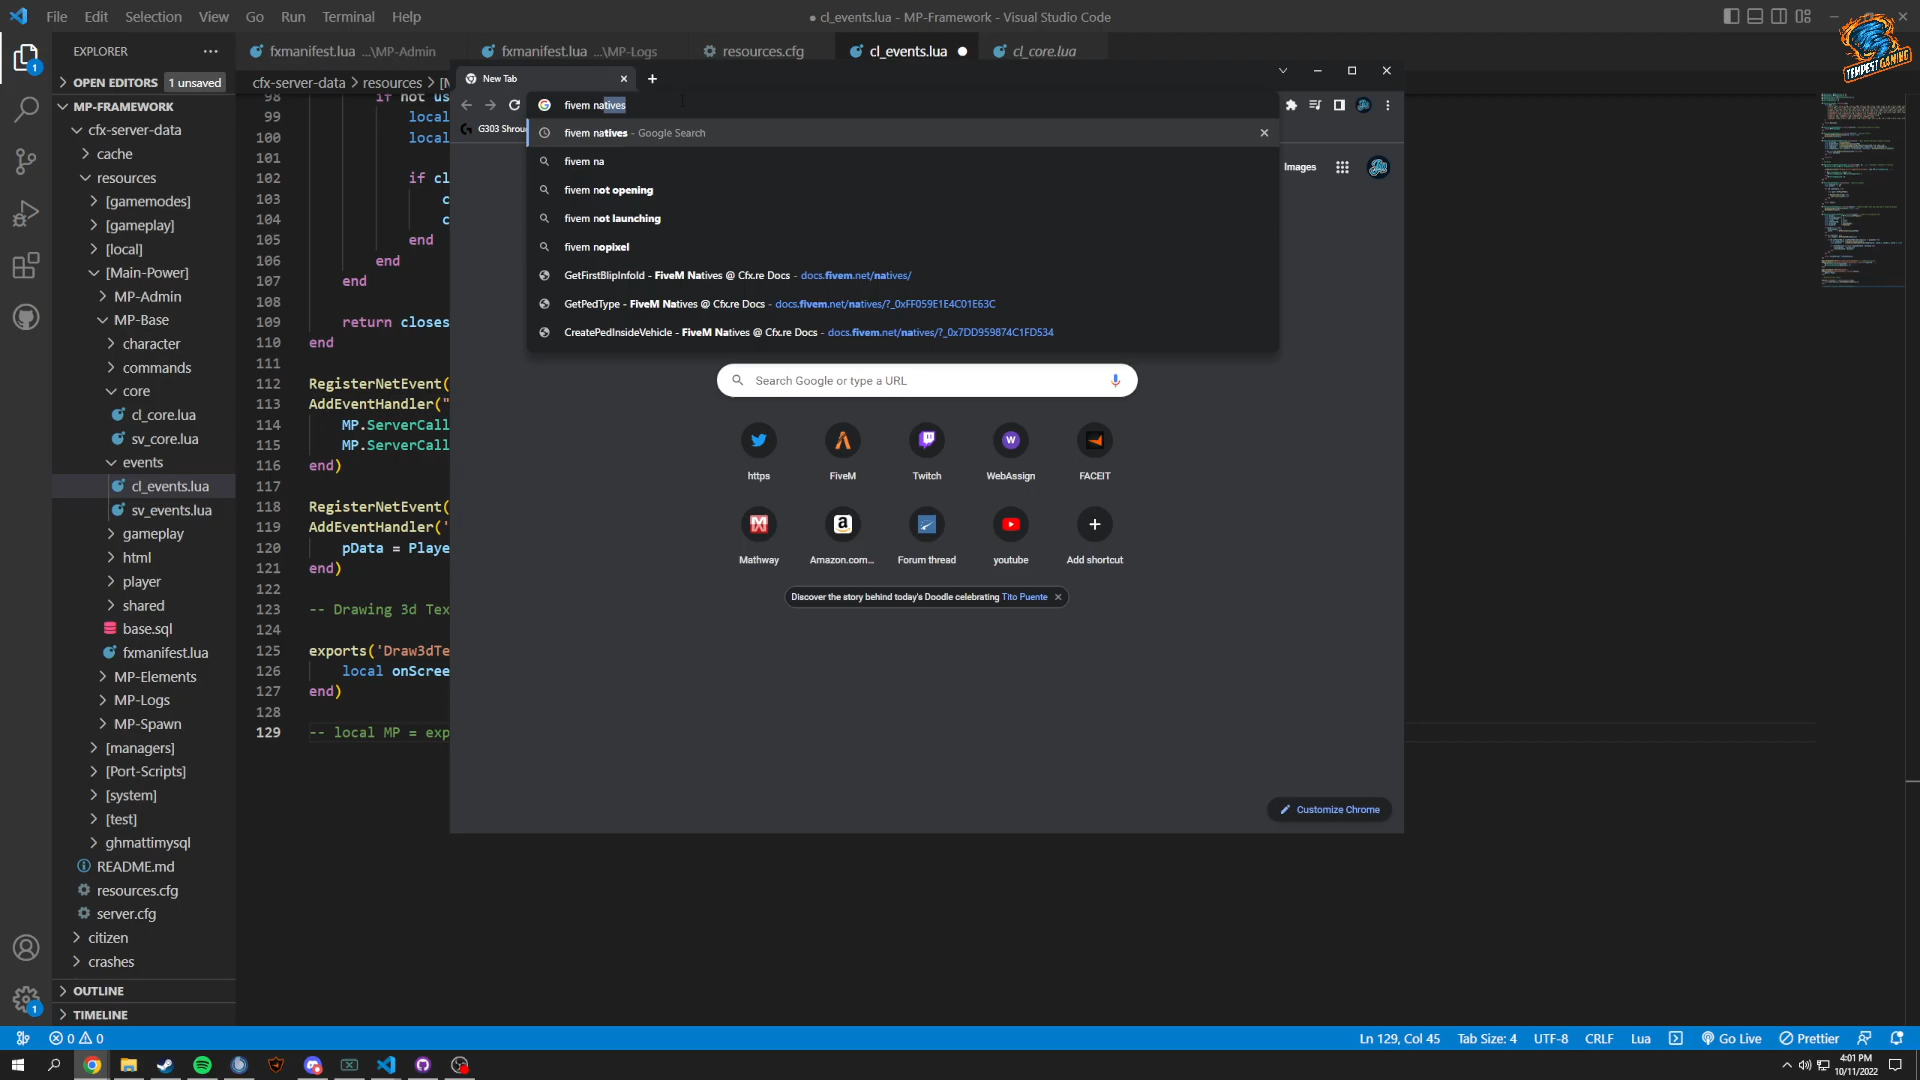 File Edit Selection View Go Run Terminal Help
● cl_events.lua - MP-Framework - Visual Studio Code
TEMPEST GAMING
EXPLORER
fxmanifest.lua ...\MP-Admin
fxmanifest.lua ...\MP-Logs
resources.cfg
cl_events.lua
cl_core.lua
OPEN EDITORS 1 unsaved
cfx-server-data > resources > [M
MP-FRAMEWORK
cfx-server-data
cache
resources
[gamemodes]
[gameplay]
[local]
[Main-Power]
MP-Admin
MP-Base
character
commands
core
cl_core.lua
sv_core.lua
events
cl_events.lua
sv_events.lua
gameplay
html
player
shared
base.sql
fxmanifest.lua
MP-Elements
MP-Logs
MP-Spawn
[managers]
[Port-Scripts]
[system]
[test]
ghmattimysql
README.md
resources.cfg
server.cfg
citizen
crashes
OUTLINE
TIMELINE
98 if not us
99 local
100 local
101
102 if cl
103 c
104 c
105 end
106 end
107 end
108
109 return closes
110 end
111
112 RegisterNetEvent(
113 AddEventHandler("
114 MP.ServerCall
115 MP.ServerCall
116 end)
117
118 RegisterNetEvent(
119 AddEventHandler('
120 pData = Playe
121 end)
122
123 -- Drawing 3d Tex
124
125 exports('Draw3dTe
126 local onScree
127 end)
128
129 -- local MP = exp
New Tab
fivem natives
G303 Shrou
fivem natives - Google Search
fivem na
fivem not opening
fivem not launching
fivem nopixel
GetFirstBlipInfoId - FiveM Natives @ Cfx.re Docs - docs.fivem.net/natives/
GetPedType - FiveM Natives @ Cfx.re Docs - docs.fivem.net/natives/?_0xFF059E1E4C01E63C
CreatePedInsideVehicle - FiveM Natives @ Cfx.re Docs - docs.fivem.net/natives/?_0x7DD959874C1FD534
Images
Search Google or type a URL
https FiveM Twitch WebAssign FACEIT
Mathway Amazon.com... Forum thread youtube Add shortcut
Discover the story behind today's Doodle celebrating Tito Puente
Customize Chrome
0 0
Ln 129, Col 45 Tab Size: 4 UTF-8 CRLF Lua Go Live Prettier
4:01 PM
10/11/2022